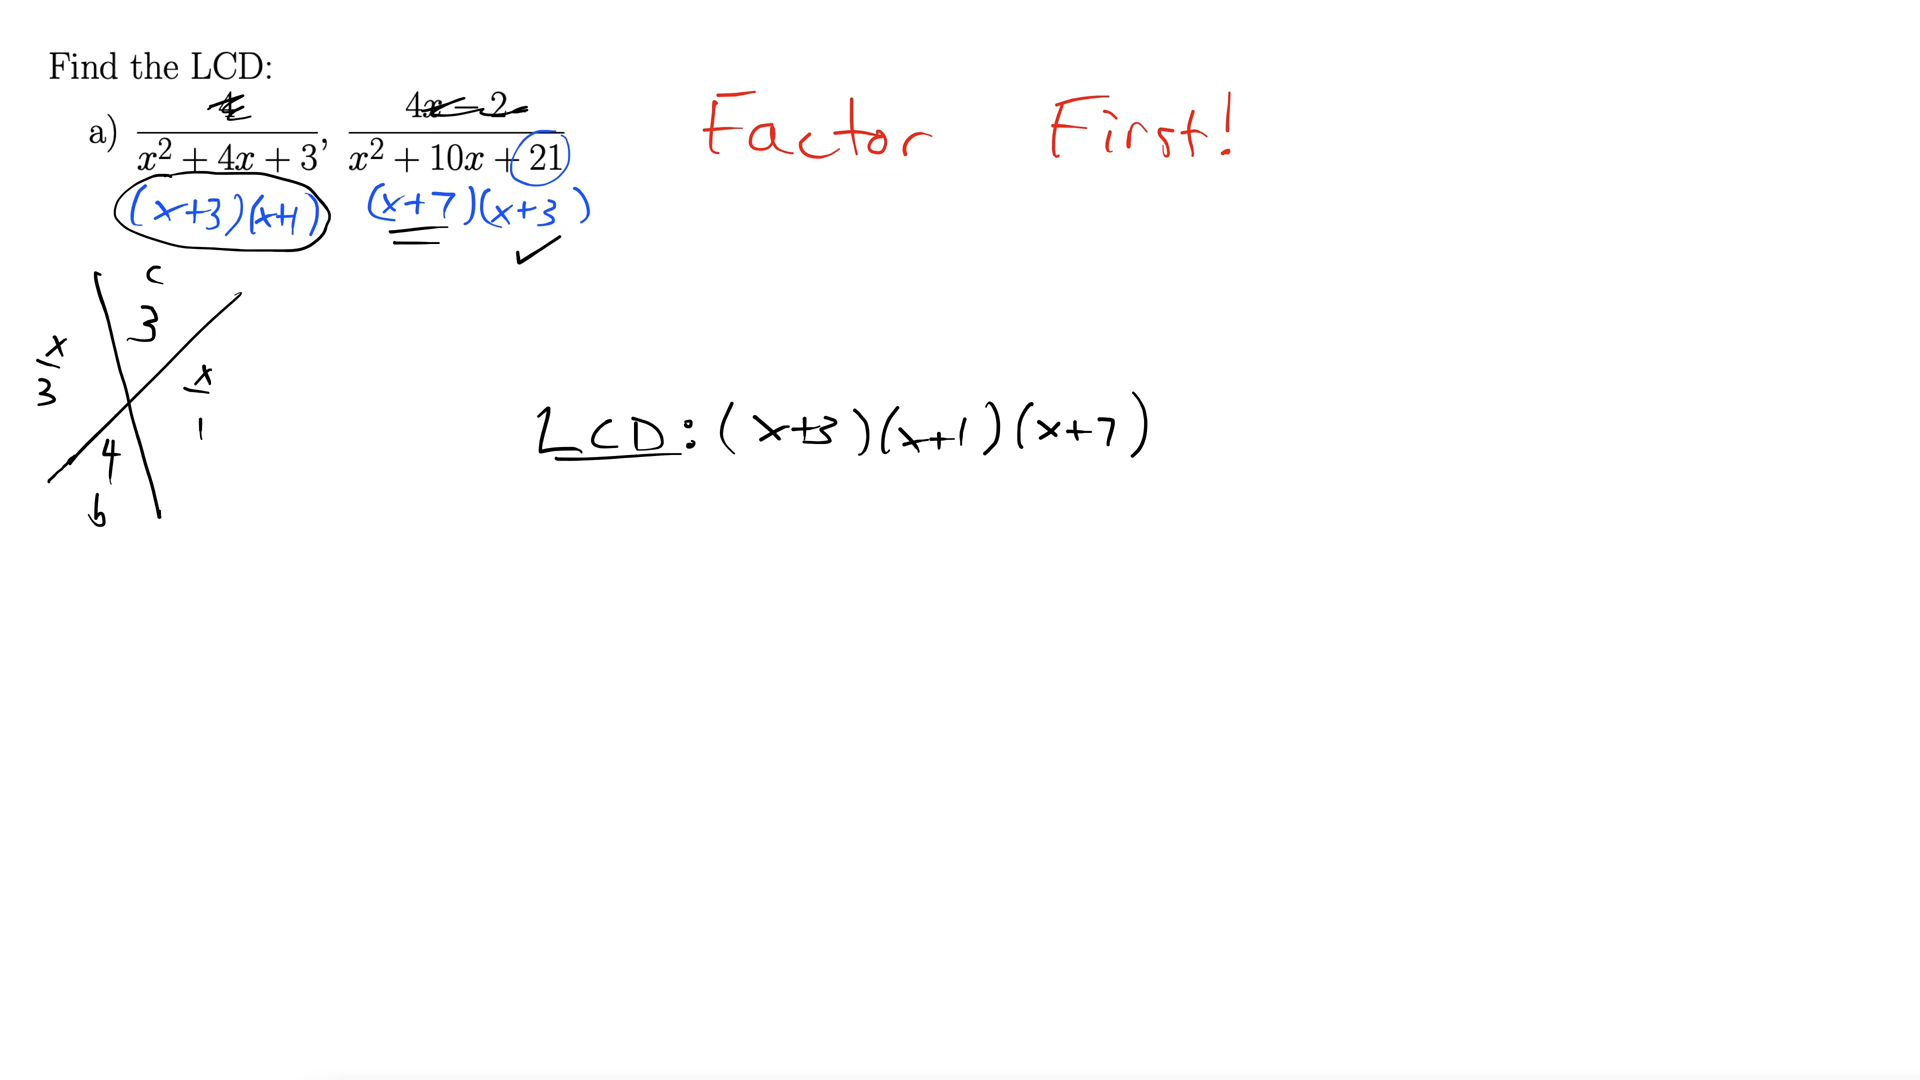 Find the LCD:
a) 4/(x² + 4x + 3), (4x − 2)/(x² + 10x + 21)
Factor First!
(x+3)(x+1) (x+7)(x+3)
c
3
x/3 x/1
4
b
LCD: (x+3)(x+1)(x+7)